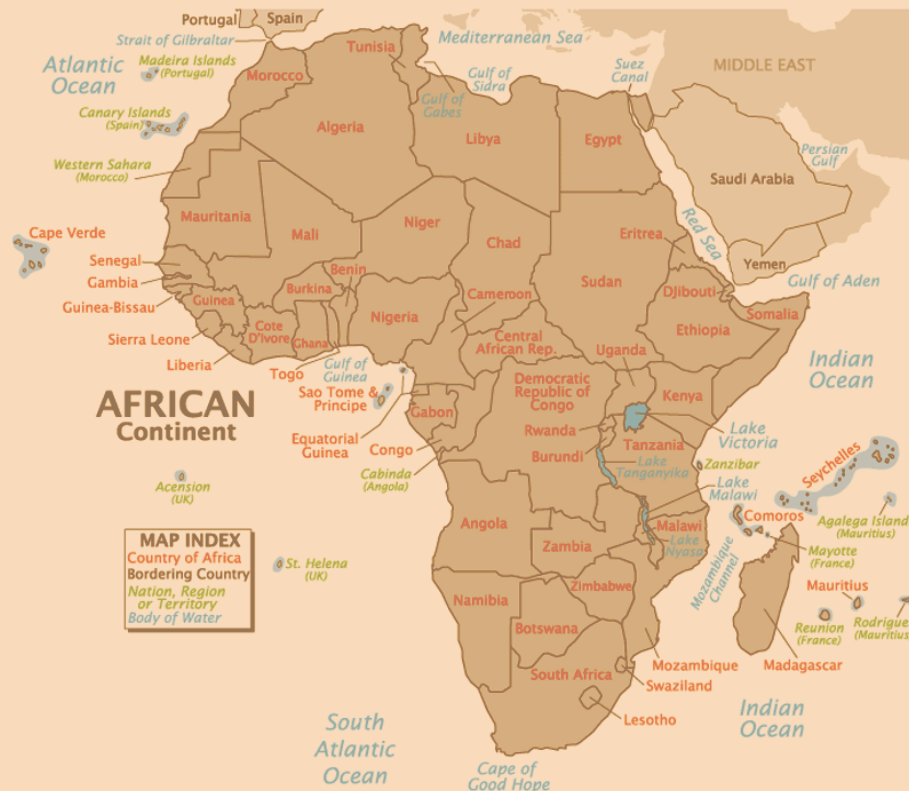 Portugal
Spain
Strait of Gilbraltar
Mediterranean Sea
Atlantic
Ocean
Madeira Islands
(Portugal)
Tunisia
Morocco
Gulf of
Sidra
Suez
Canal
MIDDLE EAST
Gulf of
Gabes
Canary Islands
(Spain)
Algeria
Libya
Egypt
Persian
Gulf
Western Sahara
(Morocco)
Saudi Arabia
Mauritania
Mali
Niger
Chad
Red Sea
Cape Verde
Eritrea
Senegal
Gambia
Guinea-Bissau
Guinea
Burkina
Benin
Cameroon
Sudan
Yemen
Gulf of Aden
DJibouti
Somalia
Sierra Leone
Cote
D'Ivore
Ghana
Nigeria
Central
African Rep.
Ethiopia
Uganda
Liberia
Togo
Gulf of
Guinea
Indian
Ocean
Sao Tome &
Principe
Democratic
Republic of
Congo
Kenya
AFRICAN
Continent
Gabon
Rwanda
Lake
Victoria
Equatorial
Guinea
Congo
Burundi
Tanzania
Cabinda
(Angola)
Lake
Tanganyika
Zanzibar
Seychelles
Lake
Malawi
Acension
(UK)
Comoros
Agalega Island
(Mauritius)
Angola
Zambia
Malawi
Lake
Nyasa
Mayotte
(France)
Mozambique
Channel
MAP INDEX
Country of Africa
Bordering Country
Nation, Region
or Territory
Body of Water
St. Helena
(UK)
Zimbabwe
Mauritius
Namibia
Botswana
Reunion
(France)
Rodrigue
(Mauritius
South Africa
Mozambique
Madagascar
Swaziland
Lesotho
South
Atlantic
Ocean
Indian
Ocean
Cape of
Good Hope